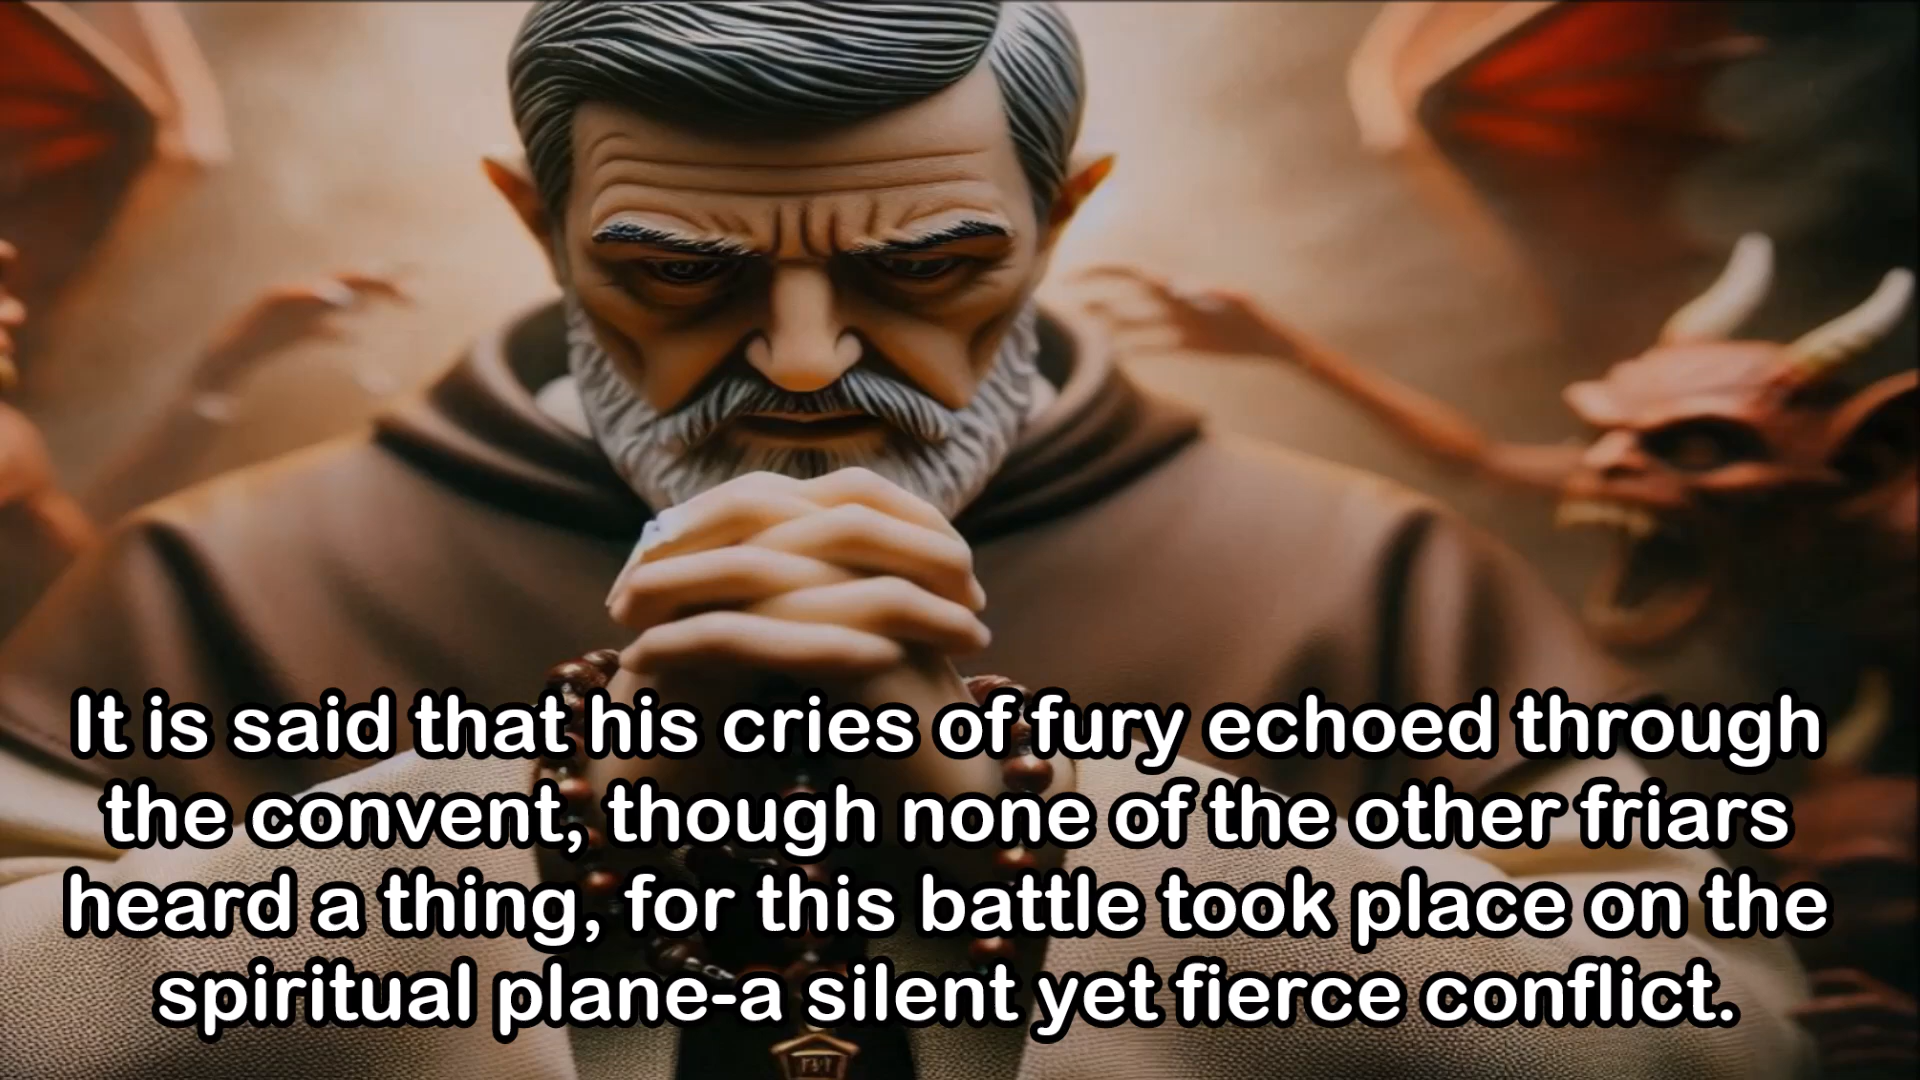 It is said that his cries of fury echoed through
the convent, though none of the other friars
heard a thing, for this battle took place on the
spiritual plane-a silent yet fierce conflict.